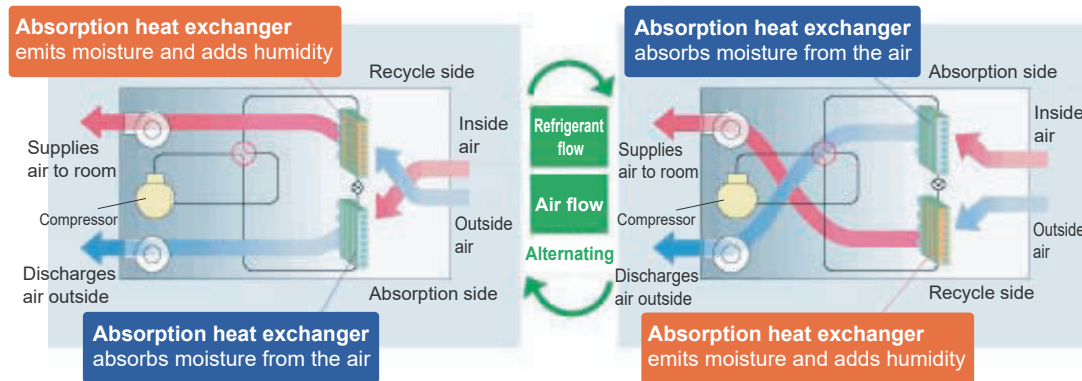 Absorption heat exchanger
emits moisture and adds humidity
Recycle side
Inside
air
Supplies
air to room
Compressor
Outside
air
Discharges
air outside
Absorption side
Absorption heat exchanger
absorbs moisture from the air
Refrigerant
flow
Air flow
Alternating
Absorption heat exchanger
absorbs moisture from the air
Absorption side
Inside
air
Supplies
air to room
Compressor
Outside
air
Discharges
air outside
Recycle side
Absorption heat exchanger
emits moisture and adds humidity